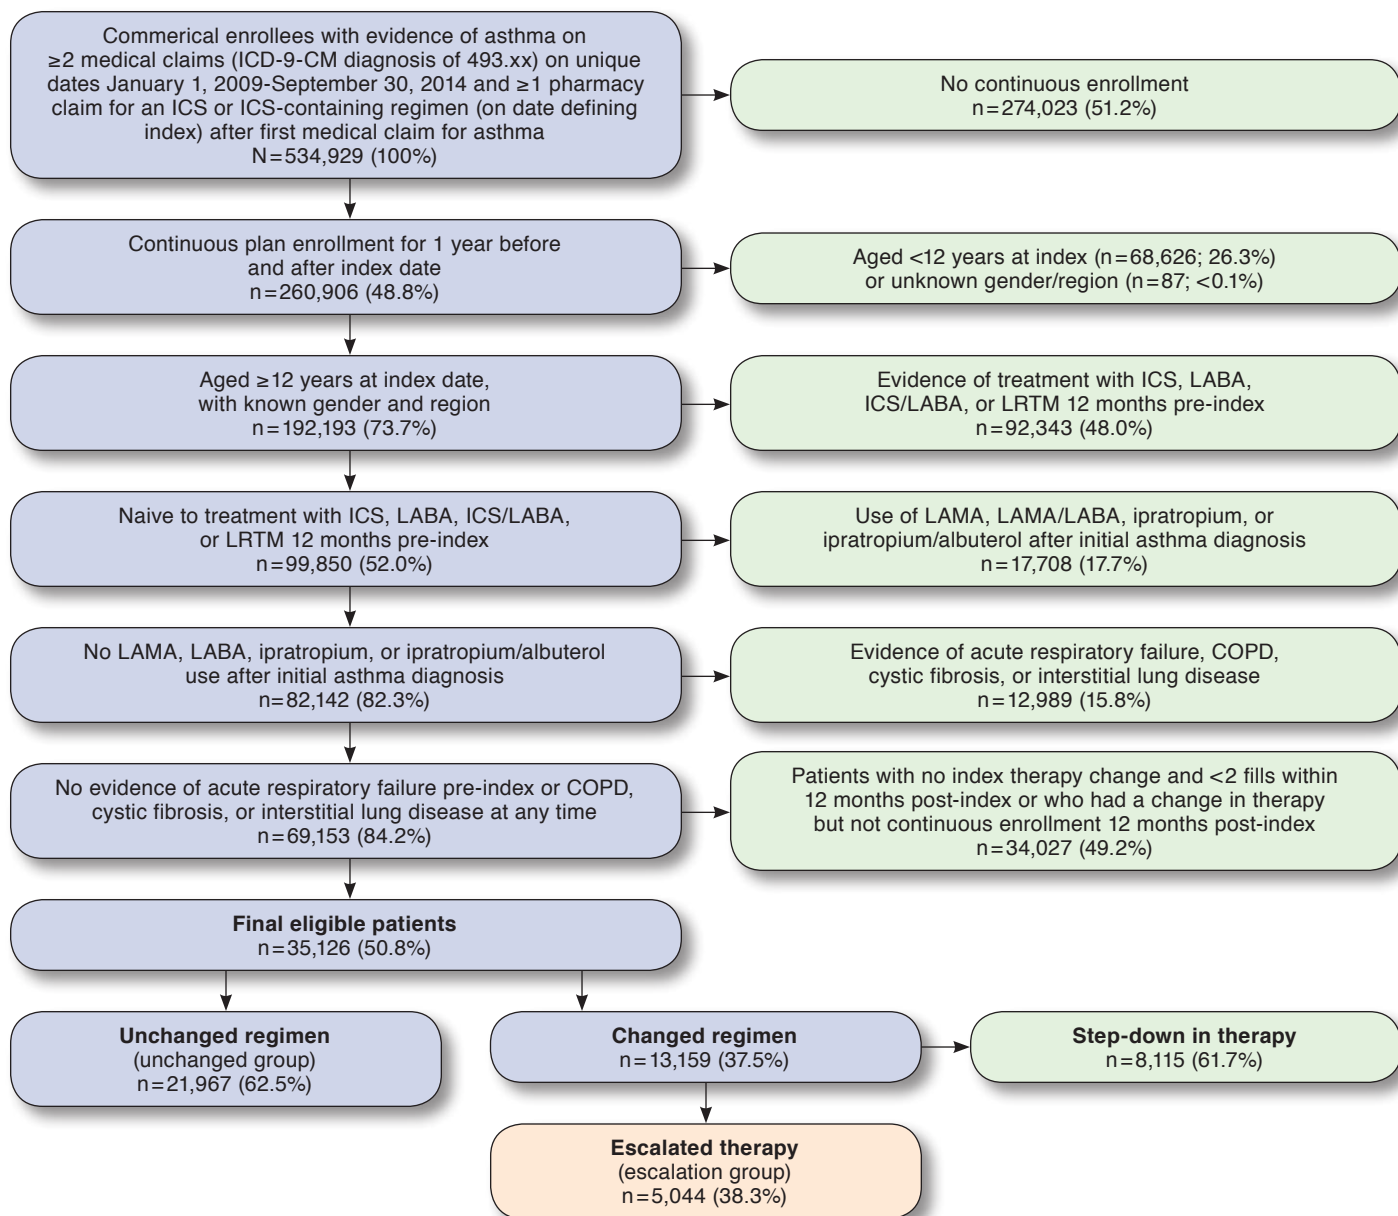 Commerical enrollees with evidence of asthma on
≥2 medical claims (ICD-9-CM diagnosis of 493.xx) on unique
dates January 1, 2009-September 30, 2014 and ≥1 pharmacy
claim for an ICS or ICS-containing regimen (on date defining
index) after first medical claim for asthma
N=534,929 (100%)
No continuous enrollment
n=274,023 (51.2%)
Continuous plan enrollment for 1 year before
and after index date
n=260,906 (48.8%)
Aged <12 years at index (n=68,626; 26.3%)
or unknown gender/region (n=87; <0.1%)
Aged ≥12 years at index date,
with known gender and region
n=192,193 (73.7%)
Evidence of treatment with ICS, LABA,
ICS/LABA, or LRTM 12 months pre-index
n=92,343 (48.0%)
Naive to treatment with ICS, LABA, ICS/LABA,
or LRTM 12 months pre-index
n=99,850 (52.0%)
Use of LAMA, LAMA/LABA, ipratropium, or
ipratropium/albuterol after initial asthma diagnosis
n=17,708 (17.7%)
No LAMA, LABA, ipratropium, or ipratropium/albuterol
use after initial asthma diagnosis
n=82,142 (82.3%)
Evidence of acute respiratory failure, COPD,
cystic fibrosis, or interstitial lung disease
n=12,989 (15.8%)
No evidence of acute respiratory failure pre-index or COPD,
cystic fibrosis, or interstitial lung disease at any time
n=69,153 (84.2%)
Patients with no index therapy change and <2 fills within
12 months post-index or who had a change in therapy
but not continuous enrollment 12 months post-index
n=34,027 (49.2%)
Final eligible patients
n=35,126 (50.8%)
Unchanged regimen
(unchanged group)
n=21,967 (62.5%)
Changed regimen
n=13,159 (37.5%)
Step-down in therapy
n=8,115 (61.7%)
Escalated therapy
(escalation group)
n=5,044 (38.3%)